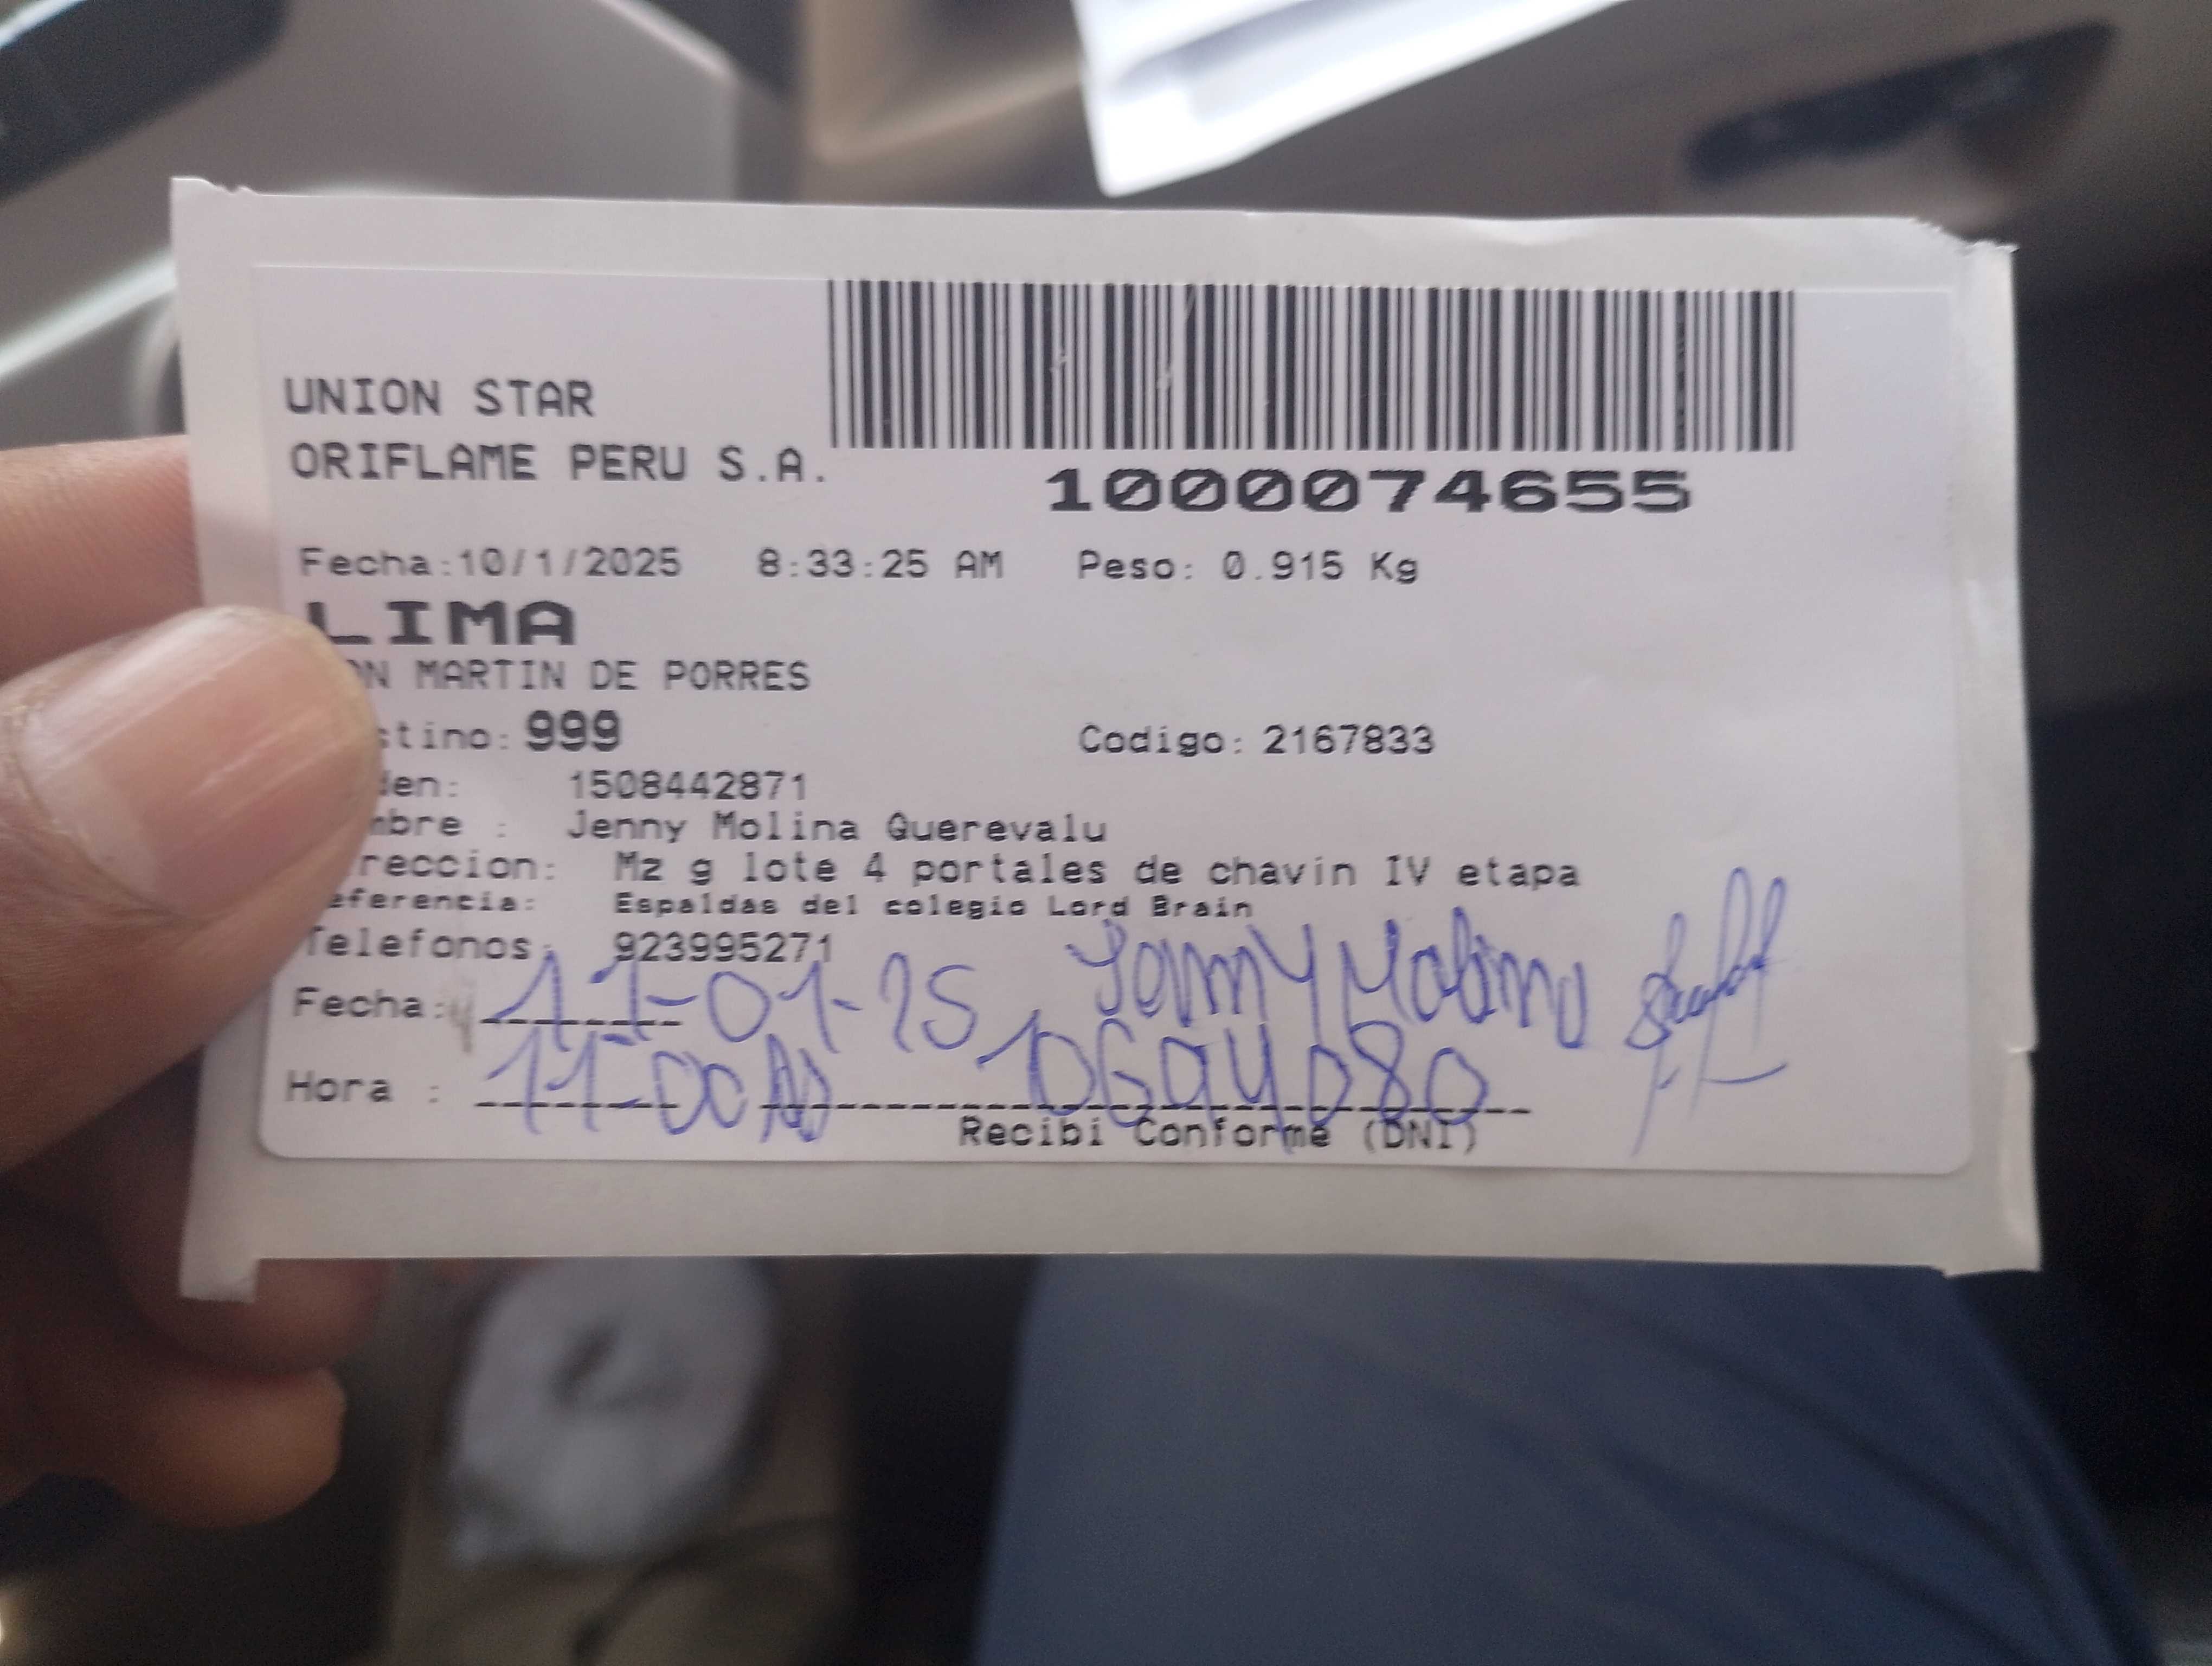 UNION STAR
ORIFLAME PERU S.A.
1000074655
Fecha:10/1/2025 8:33:25 AM Peso: 0.915 Kg
LIMA
N MARTIN DE PORRES
stino: 999 Codigo: 2167833
den: 1508442871
mbre : Jenny Molina Querevalu
reccion: Mz g lote 4 portales de chavin IV etapa
eferencia: Espaldas del colegio Lord Brain
Telefonos: 923995271
Fecha: 11-01-25 Jenny Molina
Hora : 11-00 AM 10694080
Recibi Conforme (DNI)